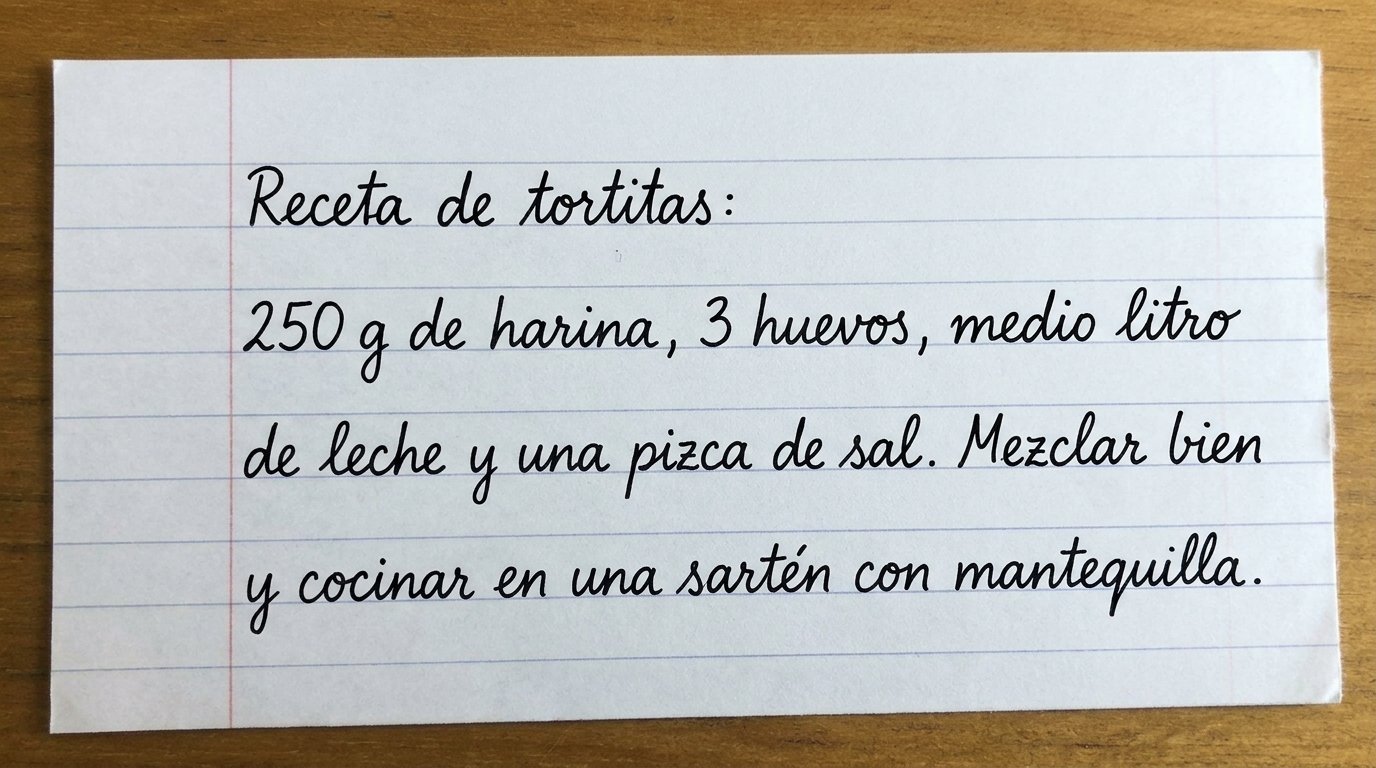 Receta de tortitas:
250 g de harina, 3 huevos, medio litro
de leche y una pizca de sal. Mezclar bien
y cocinar en una sartén con mantequilla.